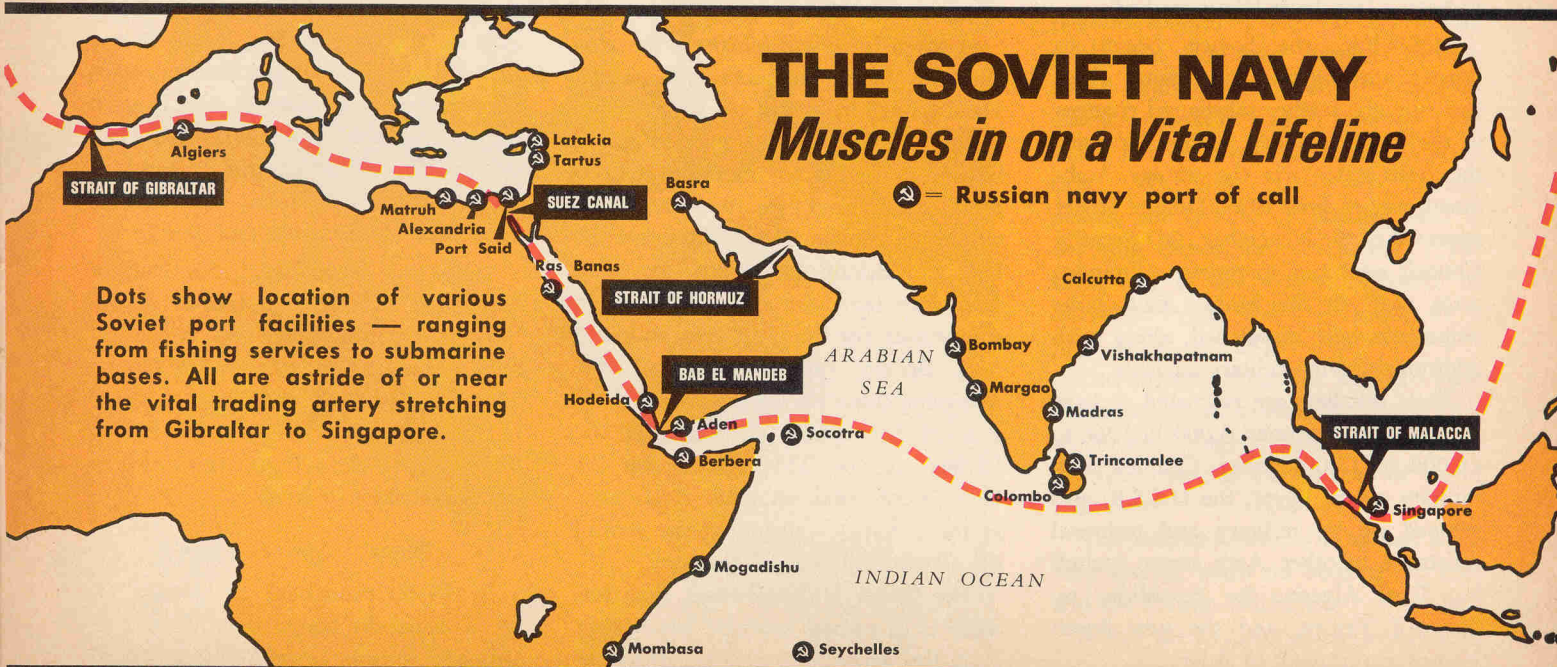 THE SOVIET NAVY
Muscles in on a Vital Lifeline
= Russian navy port of call
Algiers
STRAIT OF GIBRALTAR
Latakia
Tartus
Matruh
Alexandria
Port Said
SUEZ CANAL
Basra
Ras Banas
STRAIT OF HORMUZ
Dots show location of various
Soviet port facilities — ranging
from fishing services to submarine
bases. All are astride of or near
the vital trading artery stretching
from Gibraltar to Singapore.
BAB EL MANDEB
Hodeida
Aden
Berbera
Socotra
ARABIAN
SEA
Bombay
Margao
Calcutta
Vishakhapatnam
Madras
Trincomalee
Colombo
STRAIT OF MALACCA
Singapore
Mogadishu
INDIAN OCEAN
Mombasa
Seychelles